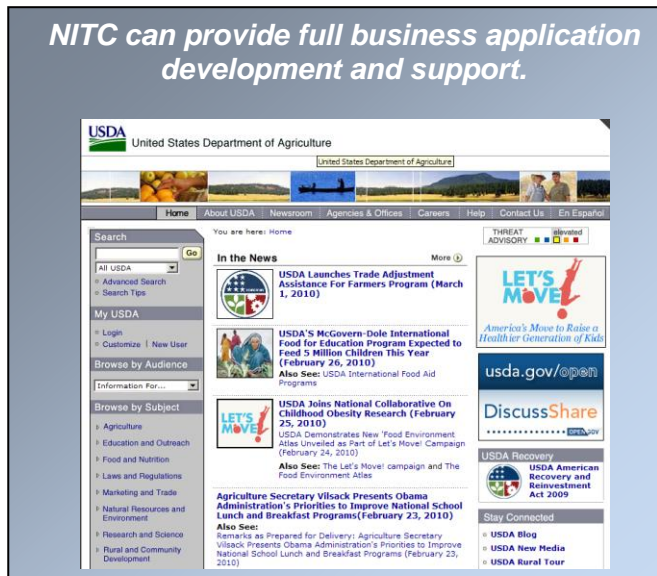 NITC can provide full business application
development and support.
USDA
United States Department of Agriculture
United States Department of Agriculture
Home
About USDA
Newsroom
Agencies & Offices
Careers
Help
Contact Us
En Español
Search
Go
All USDA
Advanced Search
Search Tips
My USDA
Login
Customize | New User
Browse by Audience
Information For...
Browse by Subject
Agriculture
Education and Outreach
Food and Nutrition
Laws and Regulations
Marketing and Trade
Natural Resources and
Environment
Research and Science
Rural and Community
Development
You are here: Home
In the News
More
USDA Launches Trade Adjustment
Assistance For Farmers Program (March
1, 2010)
USDA'S McGovern-Dole International
Food for Education Program Expected to
Feed 5 Million Children This Year
(February 26, 2010)
Also See: USDA International Food Aid
Programs
LET'S
MOVE!
USDA Joins National Collaborative On
Childhood Obesity Research (February
25, 2010)
USDA Demonstrates New 'Food Environment
Atlas Unveiled as Part of Let's Move! Campaign
(February 24, 2010)
Also See: The Let's Move! campaign and The
Food Environment Atlas
Agriculture Secretary Vilsack Presents Obama
Administration's Priorities to Improve National School
Lunch and Breakfast Programs(February 23, 2010)
Also See:
Remarks as Prepared for Delivery: Agriculture Secretary
Vilsack Presents Obama Administration's Priorities to Improve
National School Lunch and Breakfast Programs (February 23,
2010)
THREAT
ADVISORY
elevated
LET'S
MOVE!
America's Move to Raise a
Healthier Generation of Kids
usda.gov/open
DiscussShare
OPEN.GOV
USDA Recovery
USDA American
Recovery and
Reinvestment
Act 2009
Stay Connected
USDA Blog
USDA New Media
USDA Rural Tour